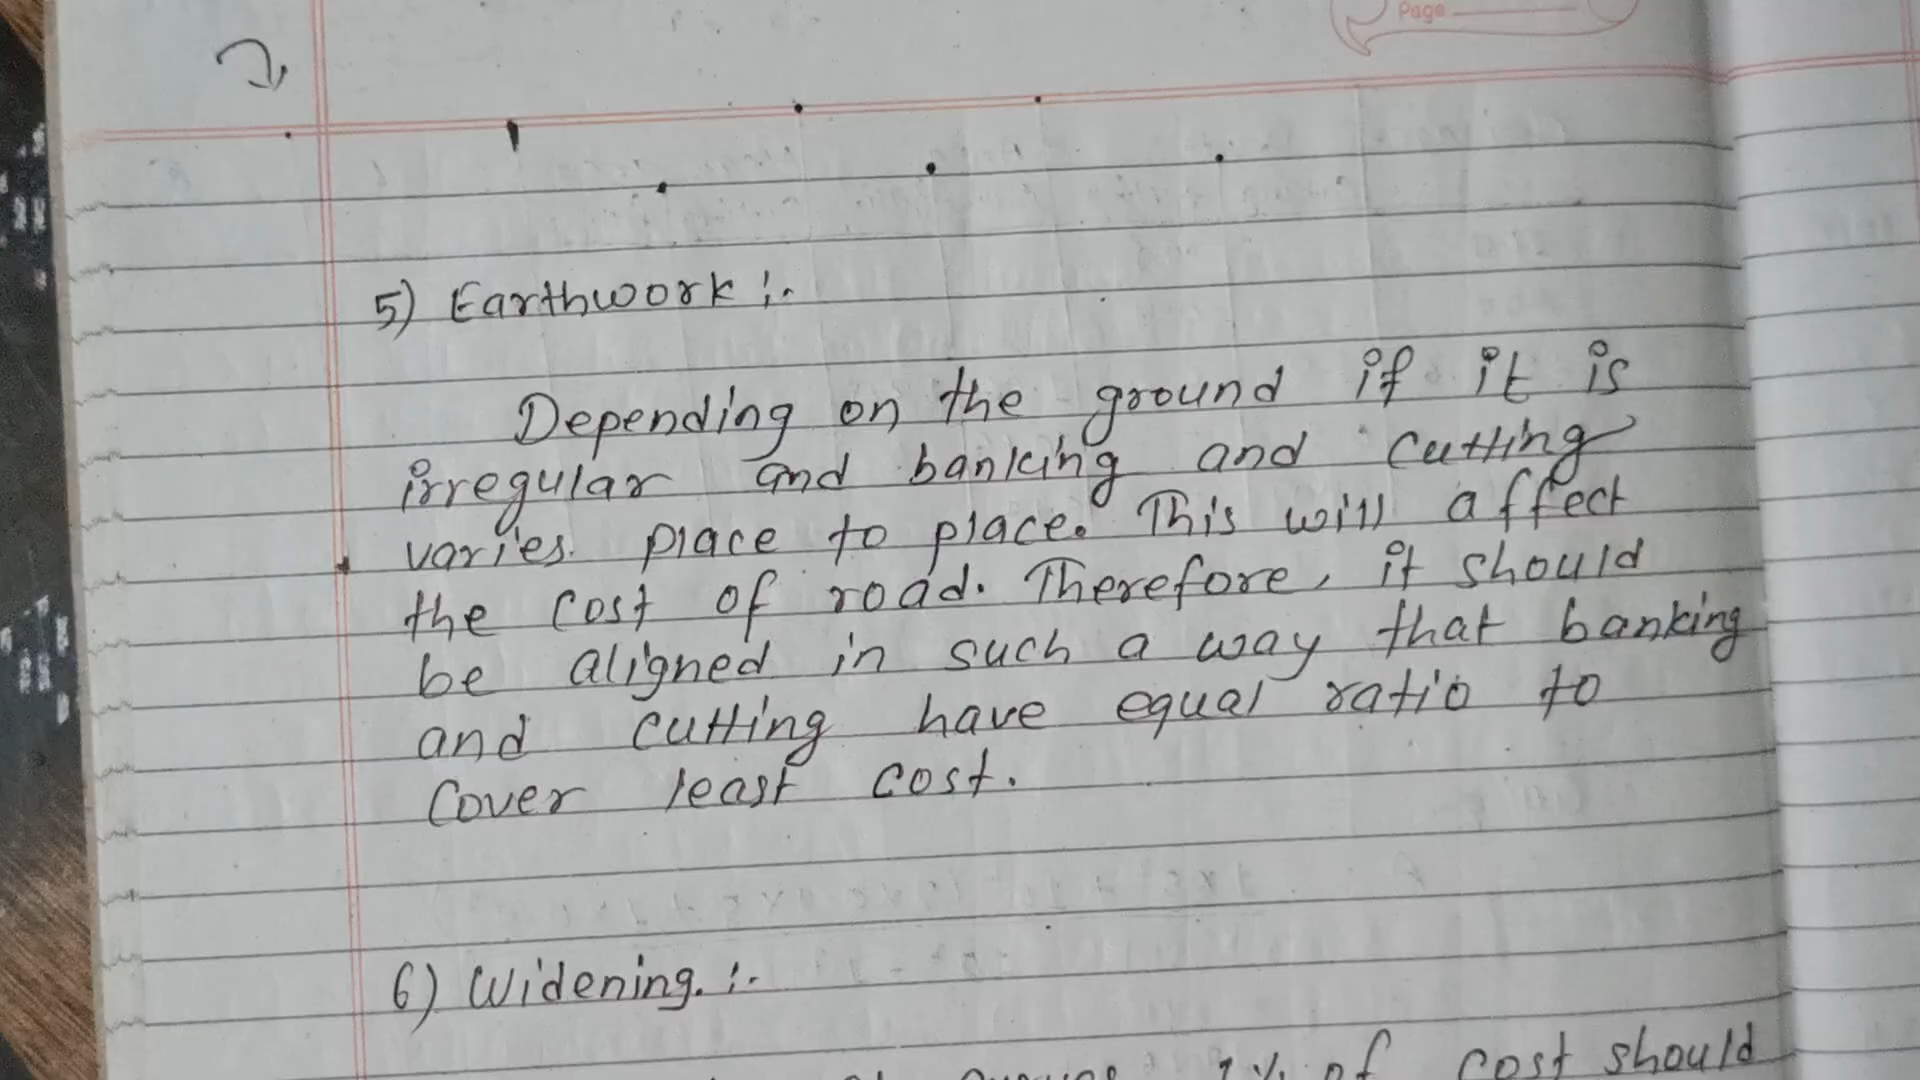 Page
5) Earthwork :-
Depending on the ground if it is
irregular and banking and cutting
varies place to place. This will affect
the cost of road. Therefore, it should
be aligned in such a way that banking
and cutting have equal ratio to
cover least cost.
6) Widening. :-
1% of cost should